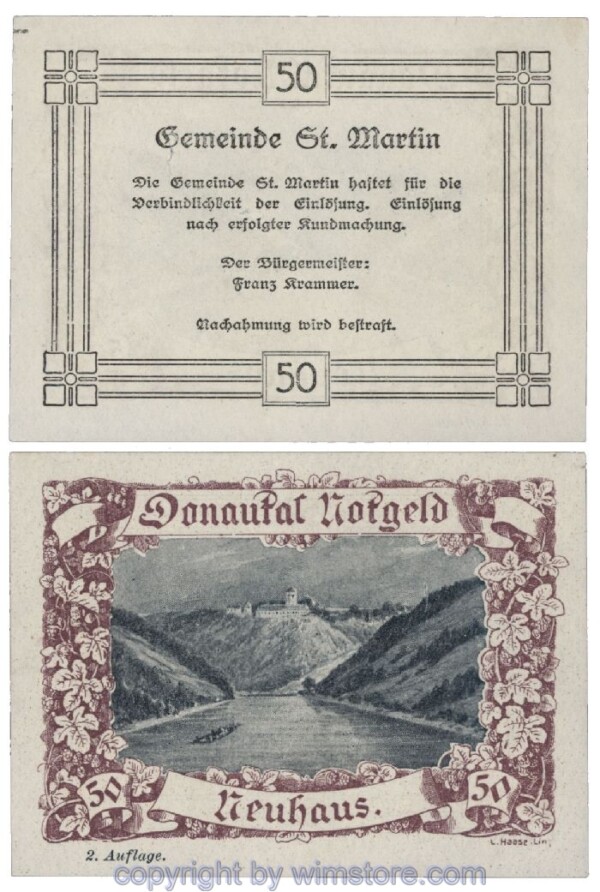 50
Gemeinde St. Martin
Die Gemeinde St. Martin haftet für die
Verbindlichkeit der Einlösung. Einlösung
nach erfolgter Kundmachung.
Der Bürgermeister:
Franz Krammer.
Nachahmung wird bestraft.
50
Donautal Notgeld
50
50
Neuhaus.
L. Haase. Linz
2. Auflage.
copyright by wimstore.com